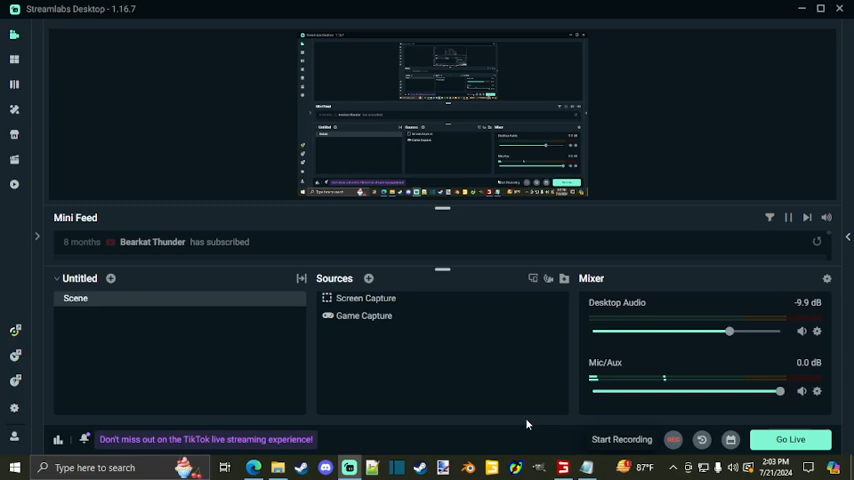 Streamlabs Desktop - 1.16.7
Mini Feed
8 months Bearkat Thunder has subscribed
Untitled
Scene
Sources
Screen Capture
Game Capture
Mixer
Desktop Audio -9.9 dB
Mic/Aux 0.0 dB
Don't miss out on the TikTok live streaming experience!
Start Recording REC Go Live
Type here to search
87°F
2:03 PM
7/21/2024